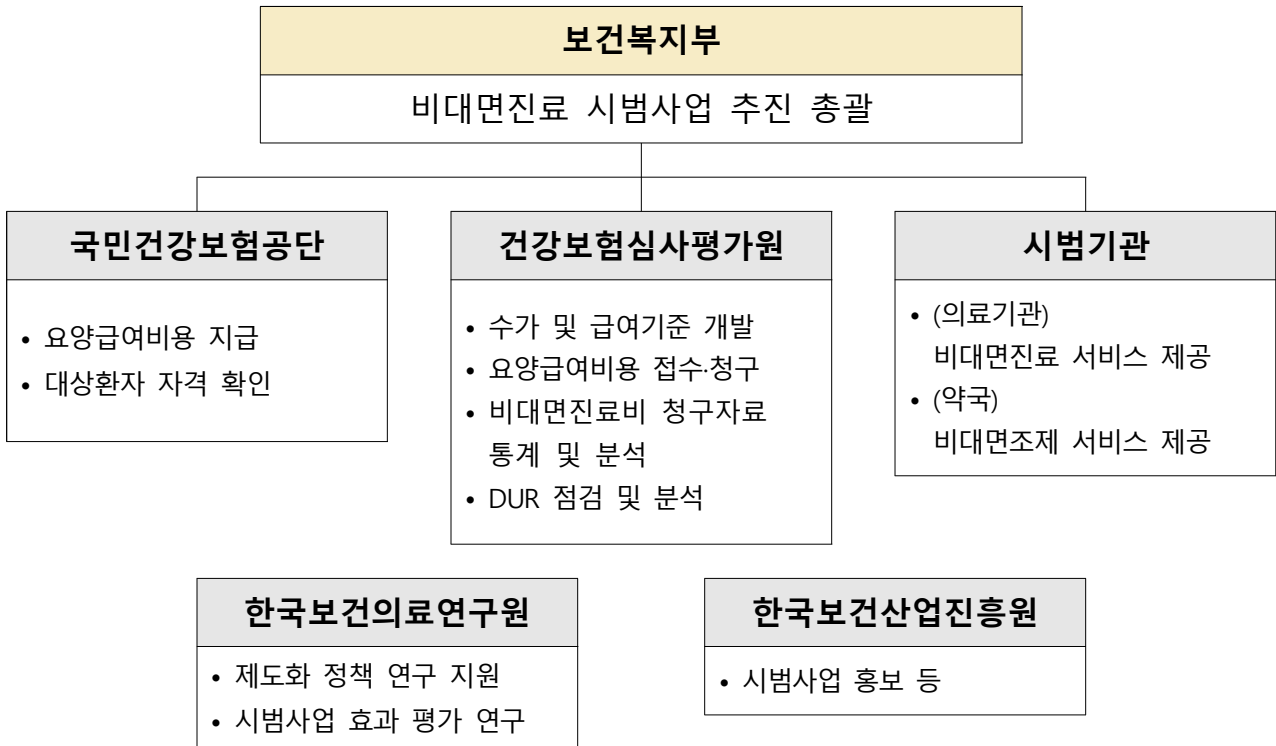 보건복지부
비대면진료 시범사업 추진 총괄
국민건강보험공단
• 요양급여비용 지급
• 대상환자 자격 확인
건강보험심사평가원
• 수가 및 급여기준 개발
• 요양급여비용 접수·청구
• 비대면진료비 청구자료
통계 및 분석
• DUR 점검 및 분석
시범기관
• (의료기관)
비대면진료 서비스 제공
• (약국)
비대면조제 서비스 제공
한국보건의료연구원
• 제도화 정책 연구 지원
• 시범사업 효과 평가 연구
한국보건산업진흥원
• 시범사업 홍보 등